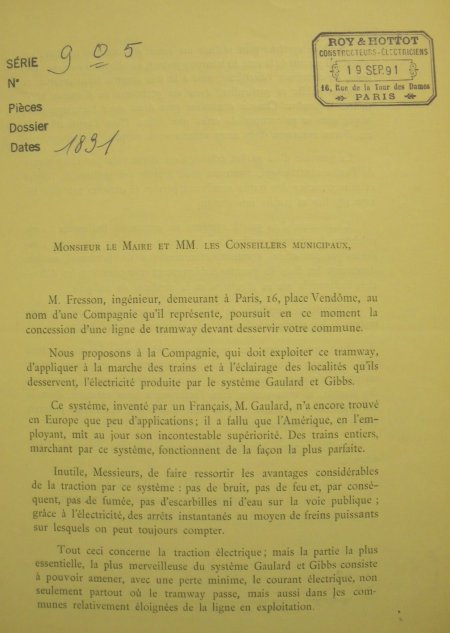 SÉRIE 905
N°
Pièces
Dossier
Dates 1891
ROY & HOTTOT
CONSTRUCTEURS-ÉLECTRICIENS
19 SEP. 91
16, Rue de la Tour des Dames
PARIS
MONSIEUR LE MAIRE ET MM. LES CONSEILLERS MUNICIPAUX,
M. Fresson, ingénieur, demeurant à Paris, 16, place Vendôme, au
nom d'une Compagnie qu'il représente, poursuit en ce moment la
concession d'une ligne de tramway devant desservir votre commune.
Nous proposons à la Compagnie, qui doit exploiter ce tramway,
d'appliquer à la marche des trains et à l'éclairage des localités qu'ils
desservent, l'électricité produite par le système Gaulard et Gibbs.
Ce système, inventé par un Français, M. Gaulard, n'a encore trouvé
en Europe que peu d'applications; il a fallu que l'Amérique, en l'em-
ployant, mît au jour son incontestable supériorité. Des trains entiers,
marchant par ce système, fonctionnent de la façon la plus parfaite.
Inutile, Messieurs, de faire ressortir les avantages considérables
de la traction par ce système : pas de bruit, pas de feu et, par consé-
quent, pas de fumée, pas d'escarbilles ni d'eau sur la voie publique ;
grâce à l'électricité, des arrêts instantanés au moyen de freins puissants
sur lesquels on peut toujours compter.
Tout ceci concerne la traction électrique; mais la partie la plus
essentielle, la plus merveilleuse du système Gaulard et Gibbs consiste
à pouvoir amener, avec une perte minime, le courant électrique, non
seulement partout où le tramway passe, mais aussi dans les com-
munes relativement éloignées de la ligne en exploitation.